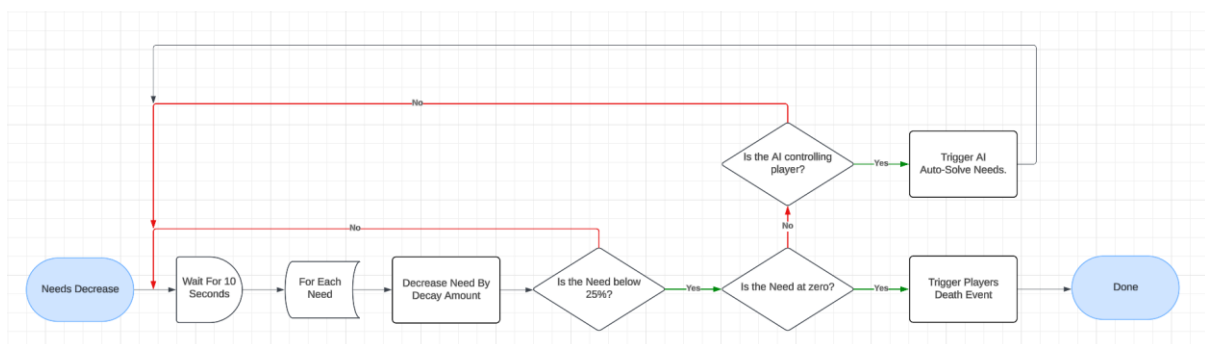 No
Is the AI controlling
player?
Yes
Trigger AI
Auto-Solve Needs.
No
No
Needs Decrease
Wait For 10
Seconds
For Each
Need
Decrease Need By
Decay Amount
Is the Need below
25%?
Yes
Is the Need at zero?
Yes
Trigger Players
Death Event
Done